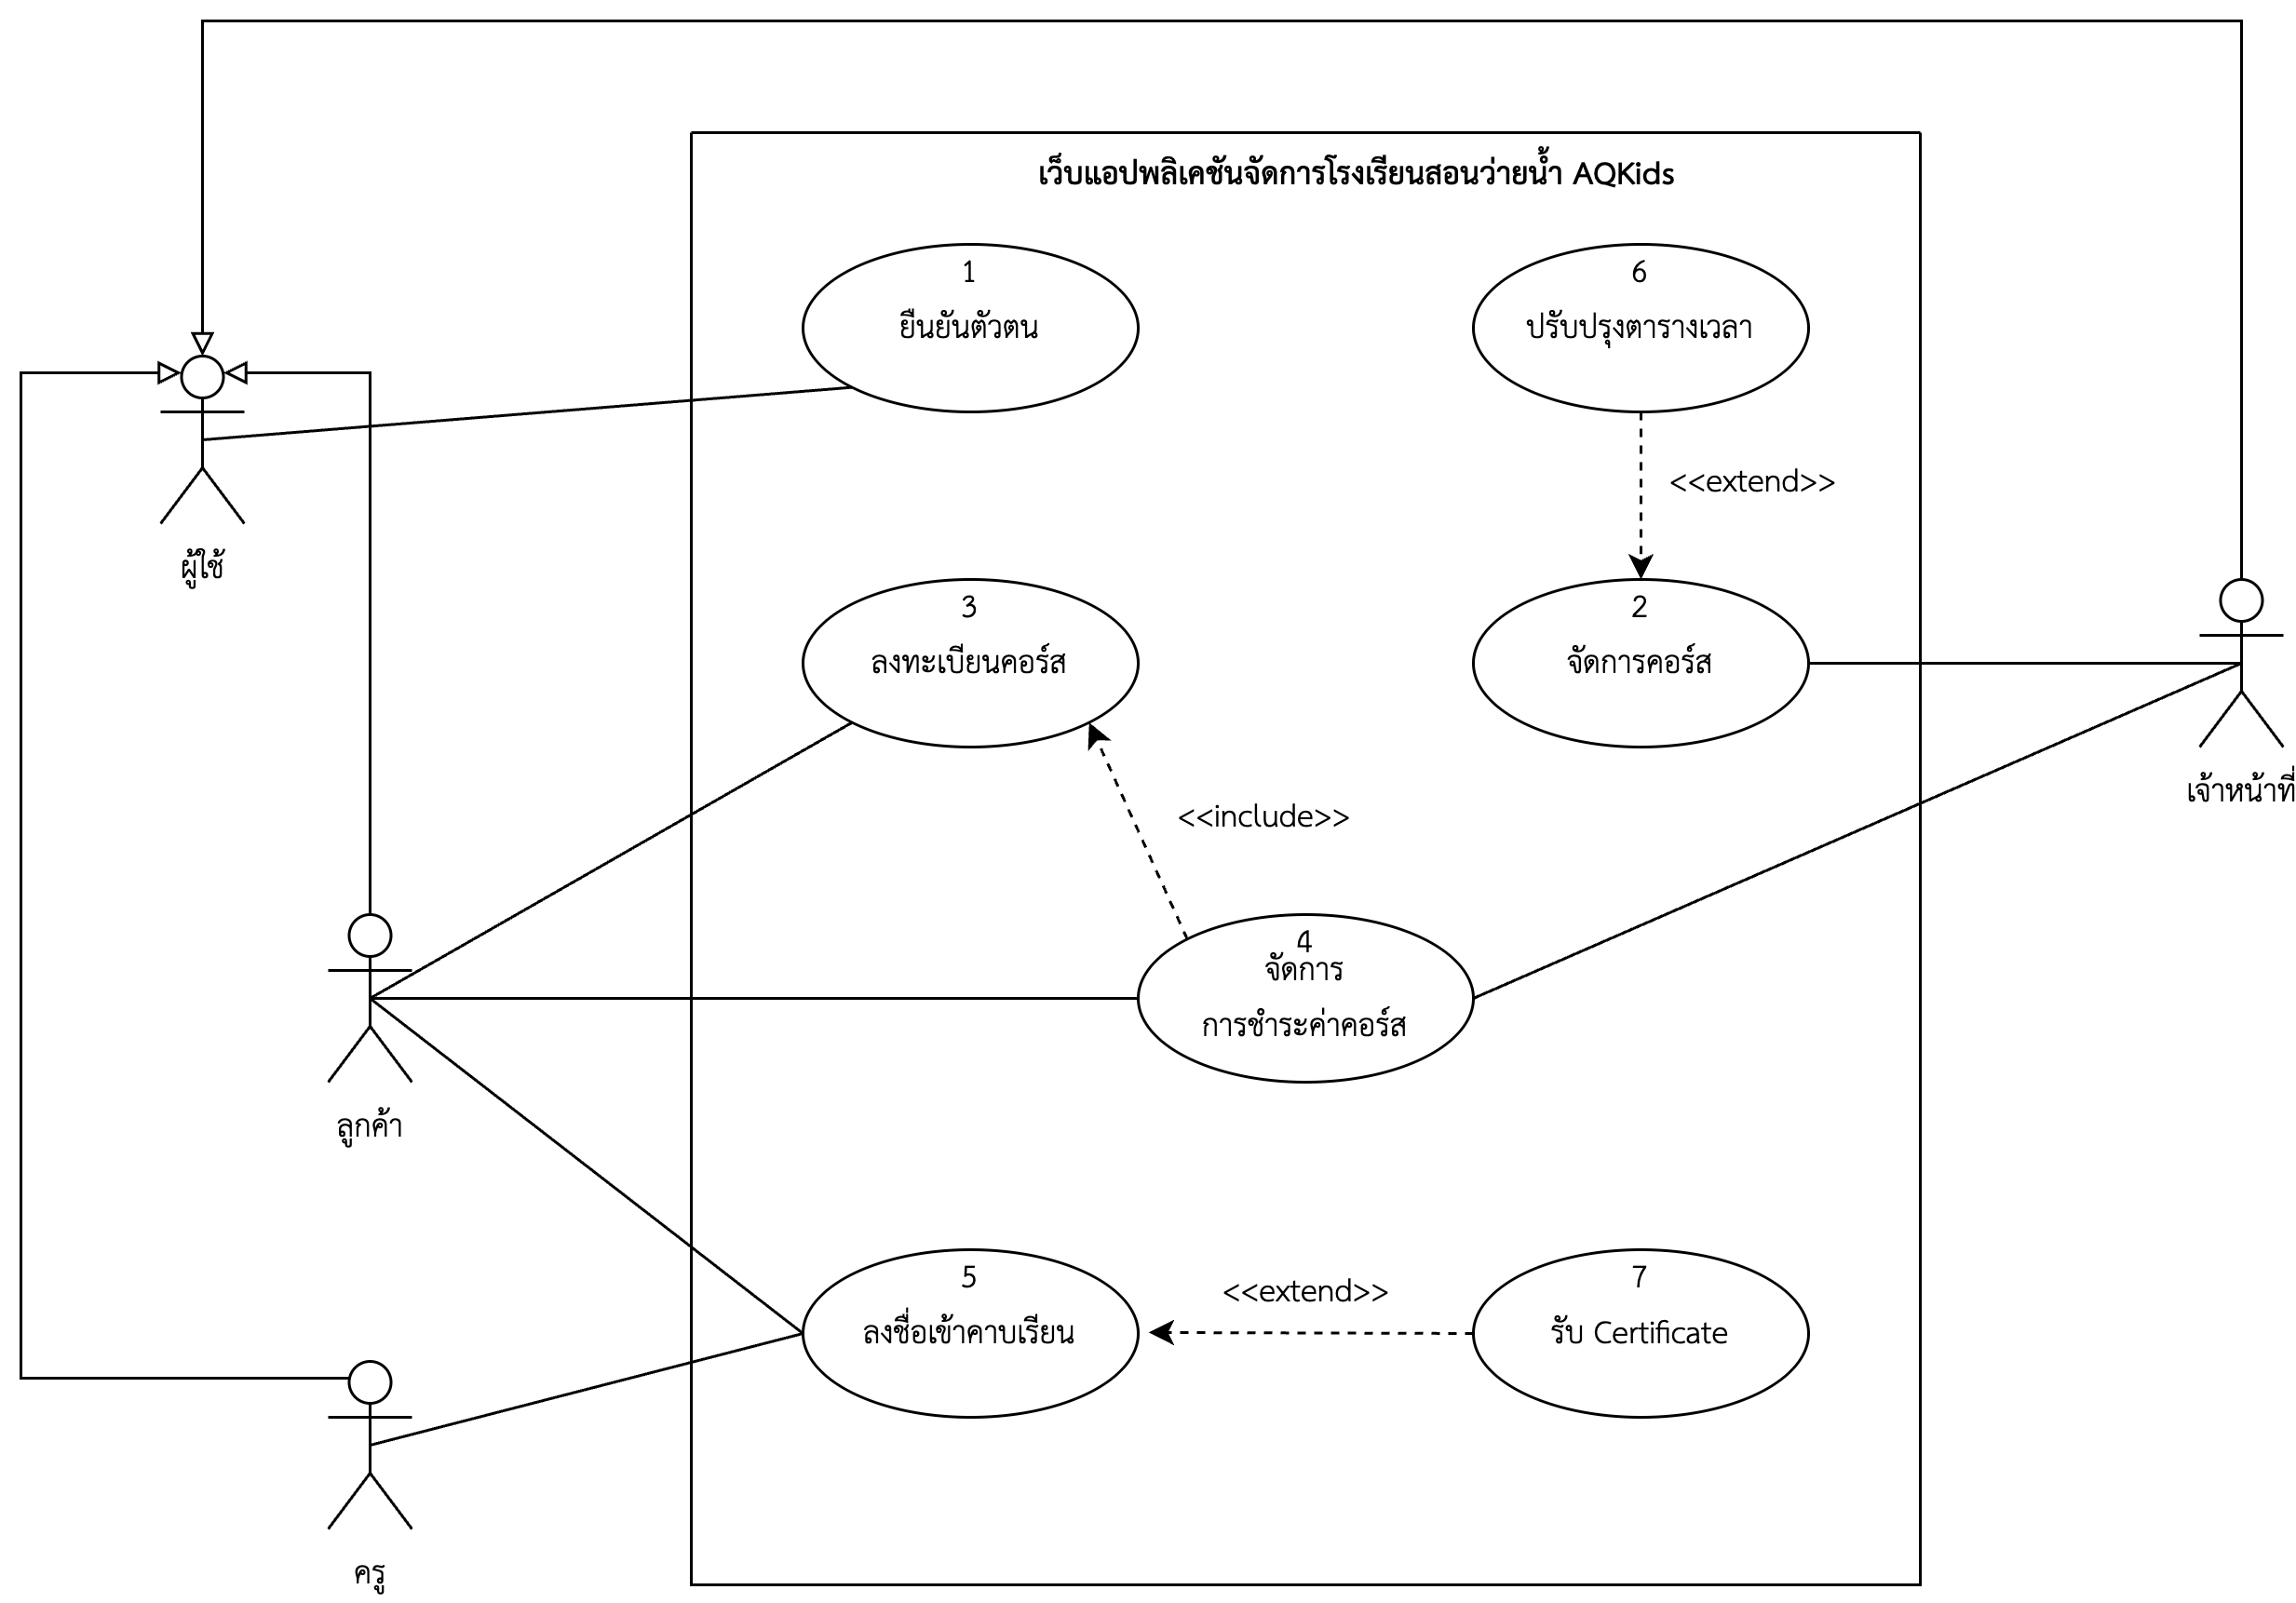 เว็บแอปพลิเคชันจัดการโรงเรียนสอนว่ายน้ำ AQKids
1
ยืนยันตัวตน
6
ปรับปรุงตารางเวลา
<<extend>>
ผู้ใช้
3
ลงทะเบียนคอร์ส
2
จัดการคอร์ส
เจ้าหน้าที่
<<include>>
4
จัดการ
การชำระค่าคอร์ส
ลูกค้า
5
ลงชื่อเข้าคาบเรียน
<<extend>>
7
รับ Certificate
ครู